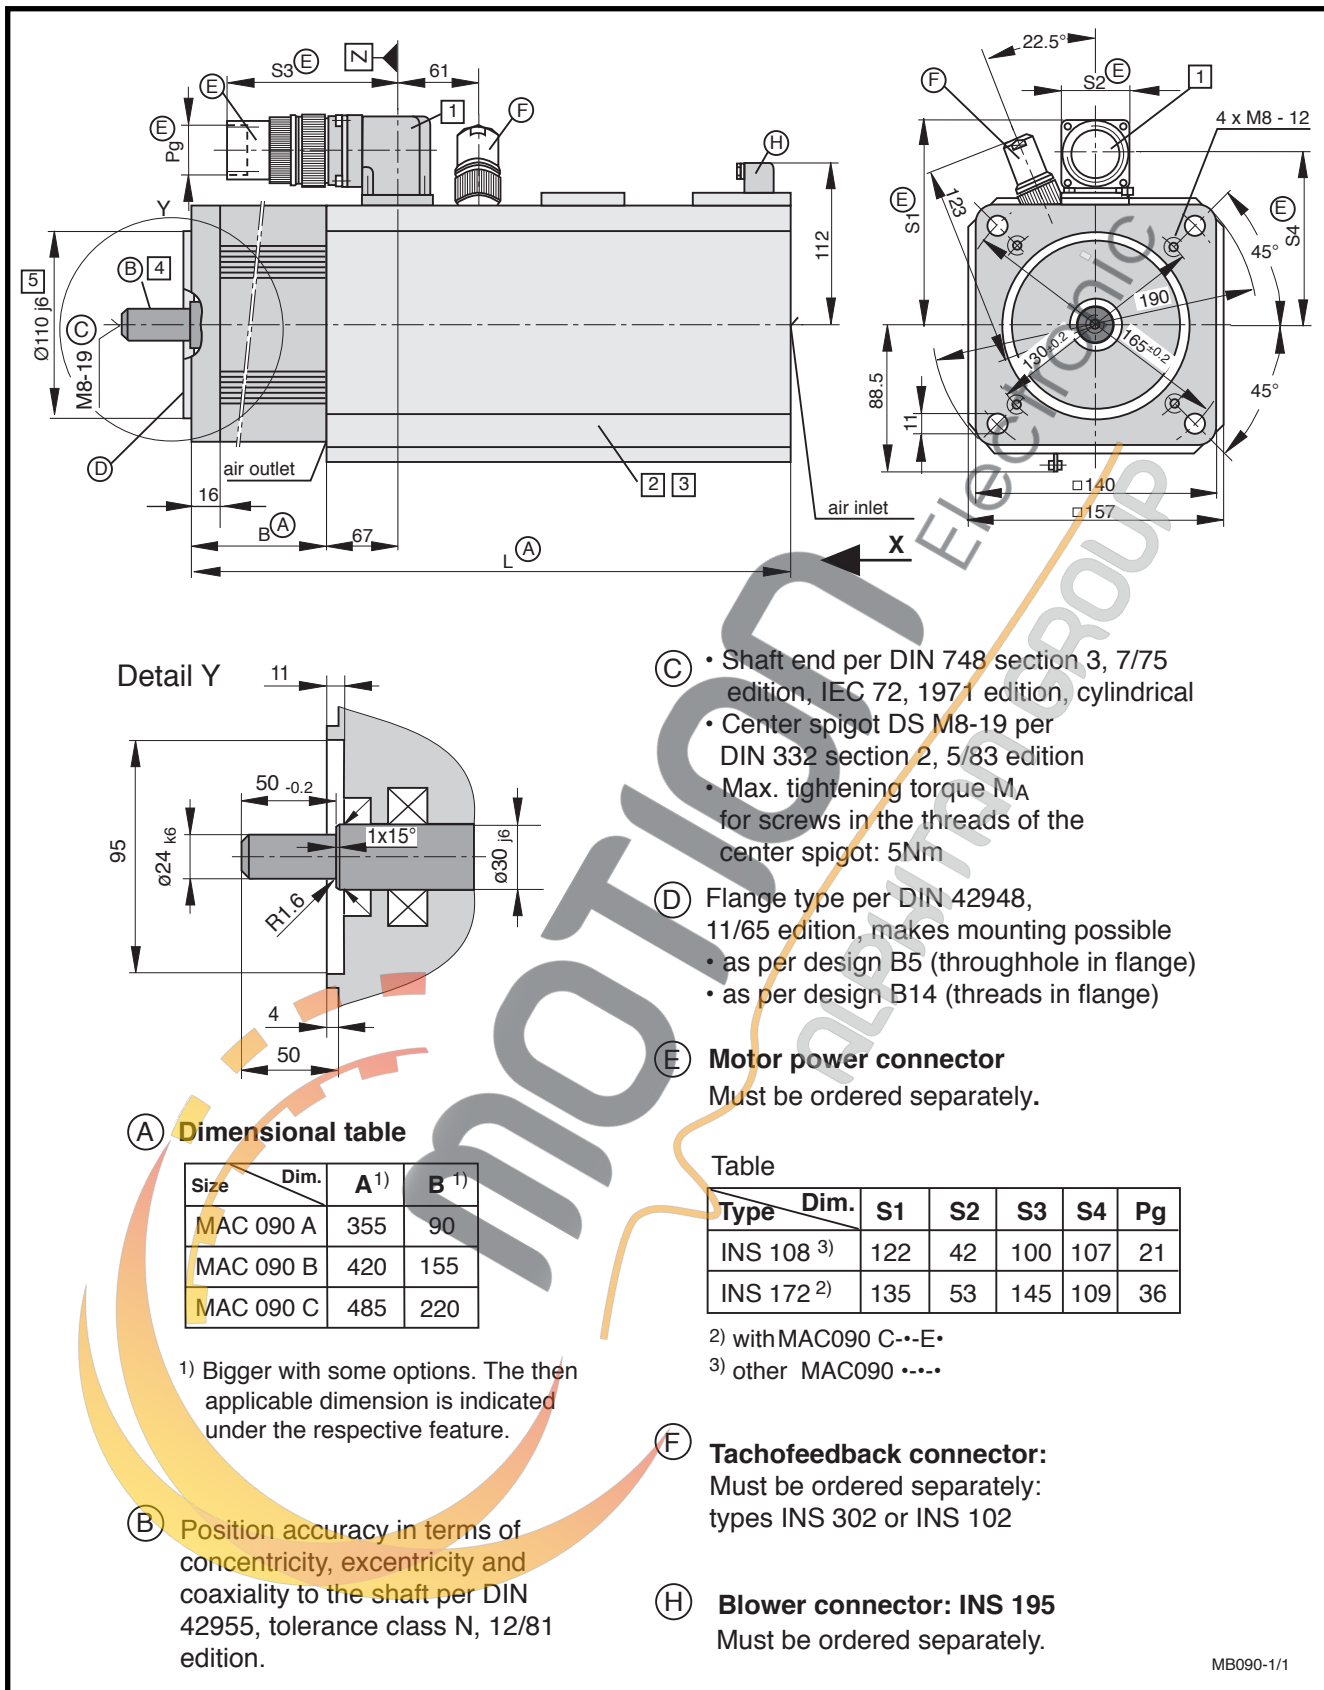 S3 E
Z
61
E
1
F
E
Pg
H
Y
112
5
Ø110 j6
B 4
C
M8-19
D
air outlet
16
2 3
air inlet
B A
67
L A
X
22.5°
F
S2 E
1
4 x M8 - 12
123
E
S1
E
S4
45°
190
130±0.2
165±0.2
45°
88.5
11
□140
□157
Detail Y
11
50 -0.2
1x15°
95
ø24 k6
ø30 j6
R1.6
4
50
C • Shaft end per DIN 748 section 3, 7/75
edition, IEC 72, 1971 edition, cylindrical
• Center spigot DS M8-19 per
DIN 332 section 2, 5/83 edition
• Max. tightening torque MA
for screws in the threads of the
center spigot: 5Nm
D Flange type per DIN 42948,
11/65 edition, makes mounting possible
• as per design B5 (throughhole in flange)
• as per design B14 (threads in flange)
E Motor power connector
Must be ordered separately.
A Dimensional table
Size Dim. A1) B 1)
MAC 090 A 355 90
MAC 090 B 420 155
MAC 090 C 485 220
1) Bigger with some options. The then
applicable dimension is indicated
under the respective feature.
Table
Type Dim. S1 S2 S3 S4 Pg
INS 108 3) 122 42 100 107 21
INS 172 2) 135 53 145 109 36
2) with MAC090 C-•-E•
3) other MAC090 •-•-•
F Tachofeedback connector:
Must be ordered separately:
types INS 302 or INS 102
B Position accuracy in terms of
concentricity, excentricity and
coaxiality to the shaft per DIN
42955, tolerance class N, 12/81
edition.
H Blower connector: INS 195
Must be ordered separately.
MB090-1/1
MOTION
Electronic
ALPHITAN GROUP